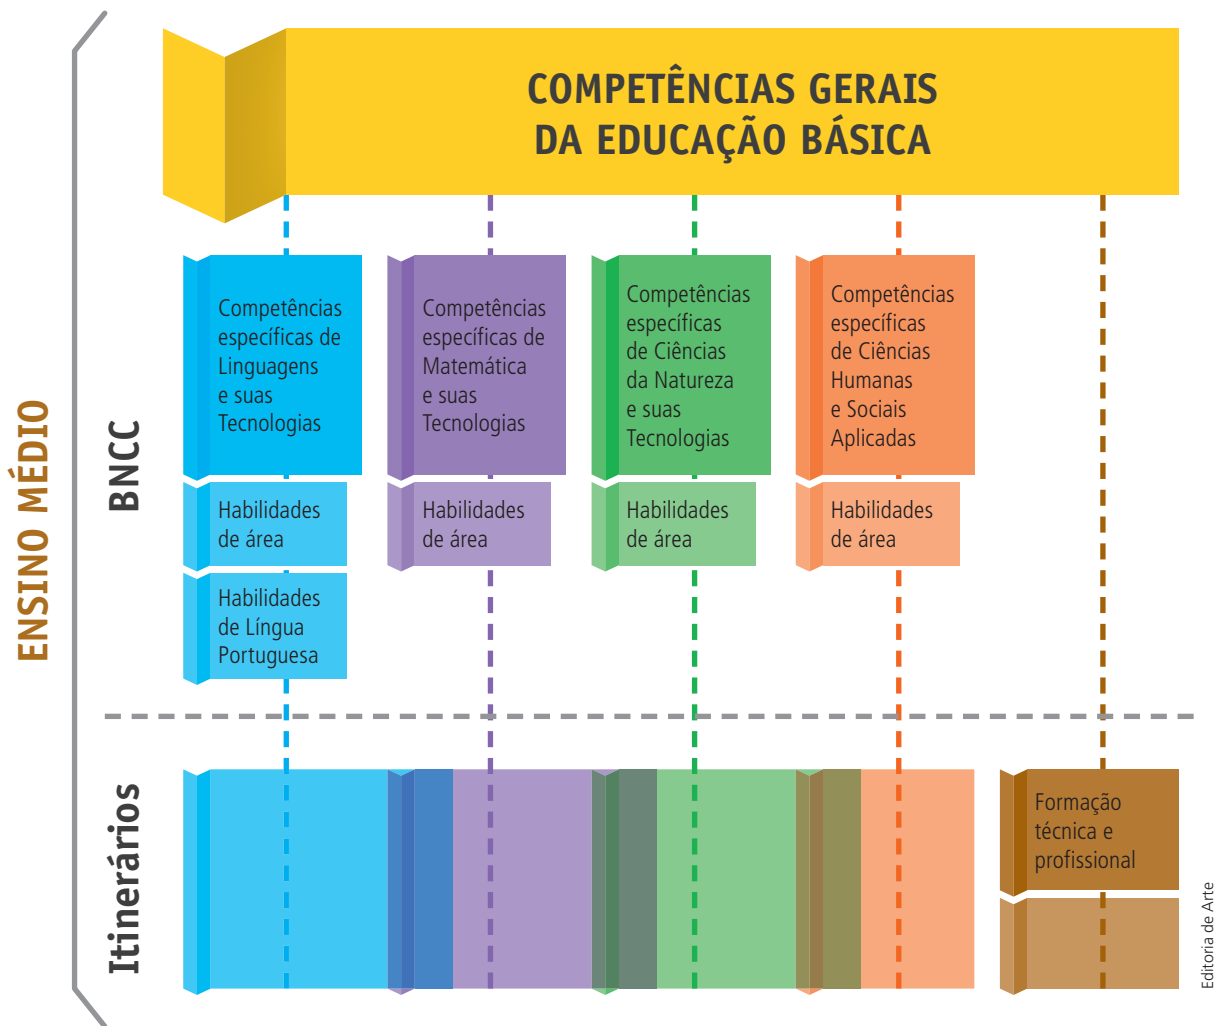 COMPETÊNCIAS GERAIS
DA EDUCAÇÃO BÁSICA
ENSINO MÉDIO
BNCC
Competências
específicas de
Linguagens
e suas
Tecnologias
Habilidades
de área
Habilidades
de Língua
Portuguesa
Competências
específicas de
Matemática
e suas
Tecnologias
Habilidades
de área
Competências
específicas
de Ciências
da Natureza
e suas
Tecnologias
Habilidades
de área
Competências
específicas
de Ciências
Humanas
e Sociais
Aplicadas
Habilidades
de área
Itinerários
Formação
técnica e
profissional
Editoria de Arte